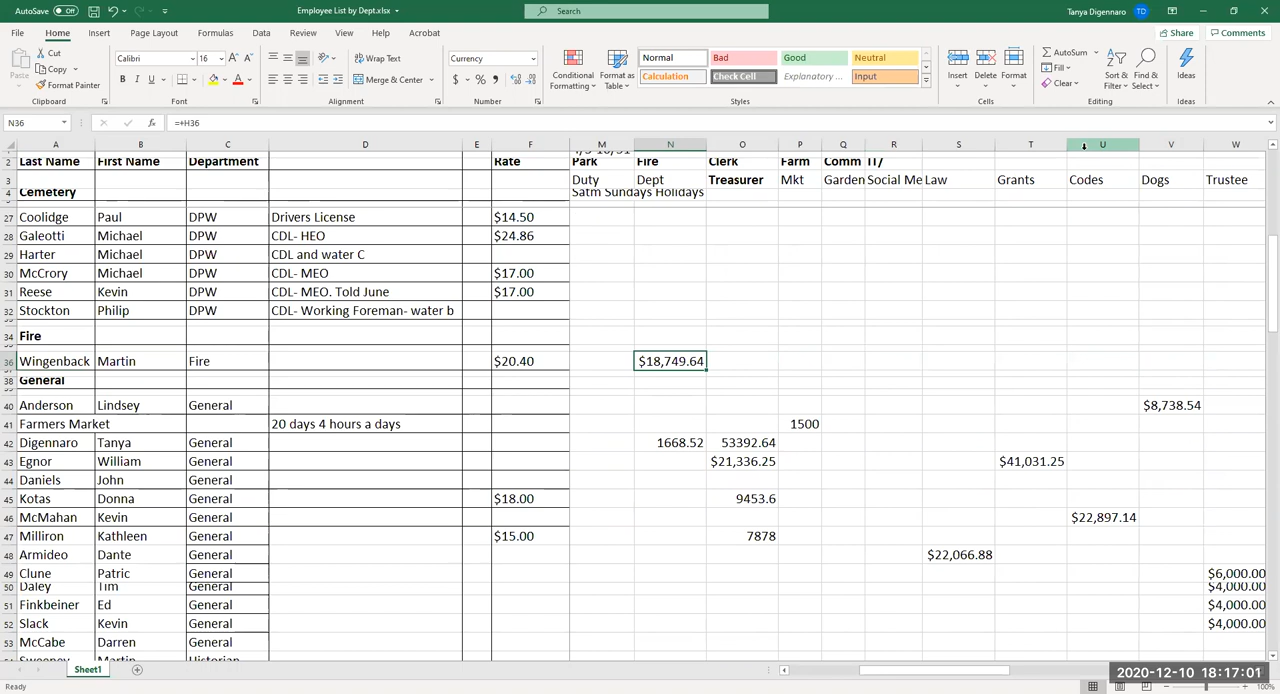 AutoSave Off Employee List by Dept.xlsx Search Tanya Digennaro TD
File Home Insert Page Layout Formulas Data Review View Help Acrobat Share Comments
Paste Cut Copy Format Painter Clipboard
Calibri 16 B I U Font
Wrap Text Merge & Center Alignment
Currency $ % Number
Conditional Formatting Format as Table Normal Bad Good Neutral Calculation Check Cell Explanatory ... Input Styles
Insert Delete Format Cells
AutoSum Fill Clear Sort & Filter Find & Select Editing
Ideas Ideas
N36 fx =+H36
A B C D E F M N O P Q R S T U V W
2 Last Name First Name Department Rate Park Fire Clerk Farm Comm IT/
3 Duty Dept Treasurer Mkt Garden Social Me Law Grants Codes Dogs Trustee
4 Cemetery Satrn Sundays Holidays
27 Coolidge Paul DPW Drivers License $14.50
28 Galeotti Michael DPW CDL- HEO $24.86
29 Harter Michael DPW CDL and water C
30 McCrory Michael DPW CDL- MEO $17.00
31 Reese Kevin DPW CDL- MEO. Told June $17.00
32 Stockton Philip DPW CDL- Working Foreman- water b
34 Fire
36 Wingenback Martin Fire $20.40 $18,749.64
38 General
40 Anderson Lindsey General $8,738.54
41 Farmers Market 20 days 4 hours a days 1500
42 Digennaro Tanya General 1668.52 53392.64
43 Egnor William General $21,336.25 $41,031.25
44 Daniels John General
45 Kotas Donna General $18.00 9453.6
46 McMahan Kevin General $22,897.14
47 Milliron Kathleen General $15.00 7878
48 Armideo Dante General $22,066.88
49 Clune Patric General $6,000.00
50 Daley Tim General $4,000.00
51 Finkbeiner Ed General $4,000.00
52 Slack Kevin General $4,000.00
53 McCabe Darren General
Sweeney Martin Historian
Sheet1
2020-12-10 18:17:01
Ready 100%